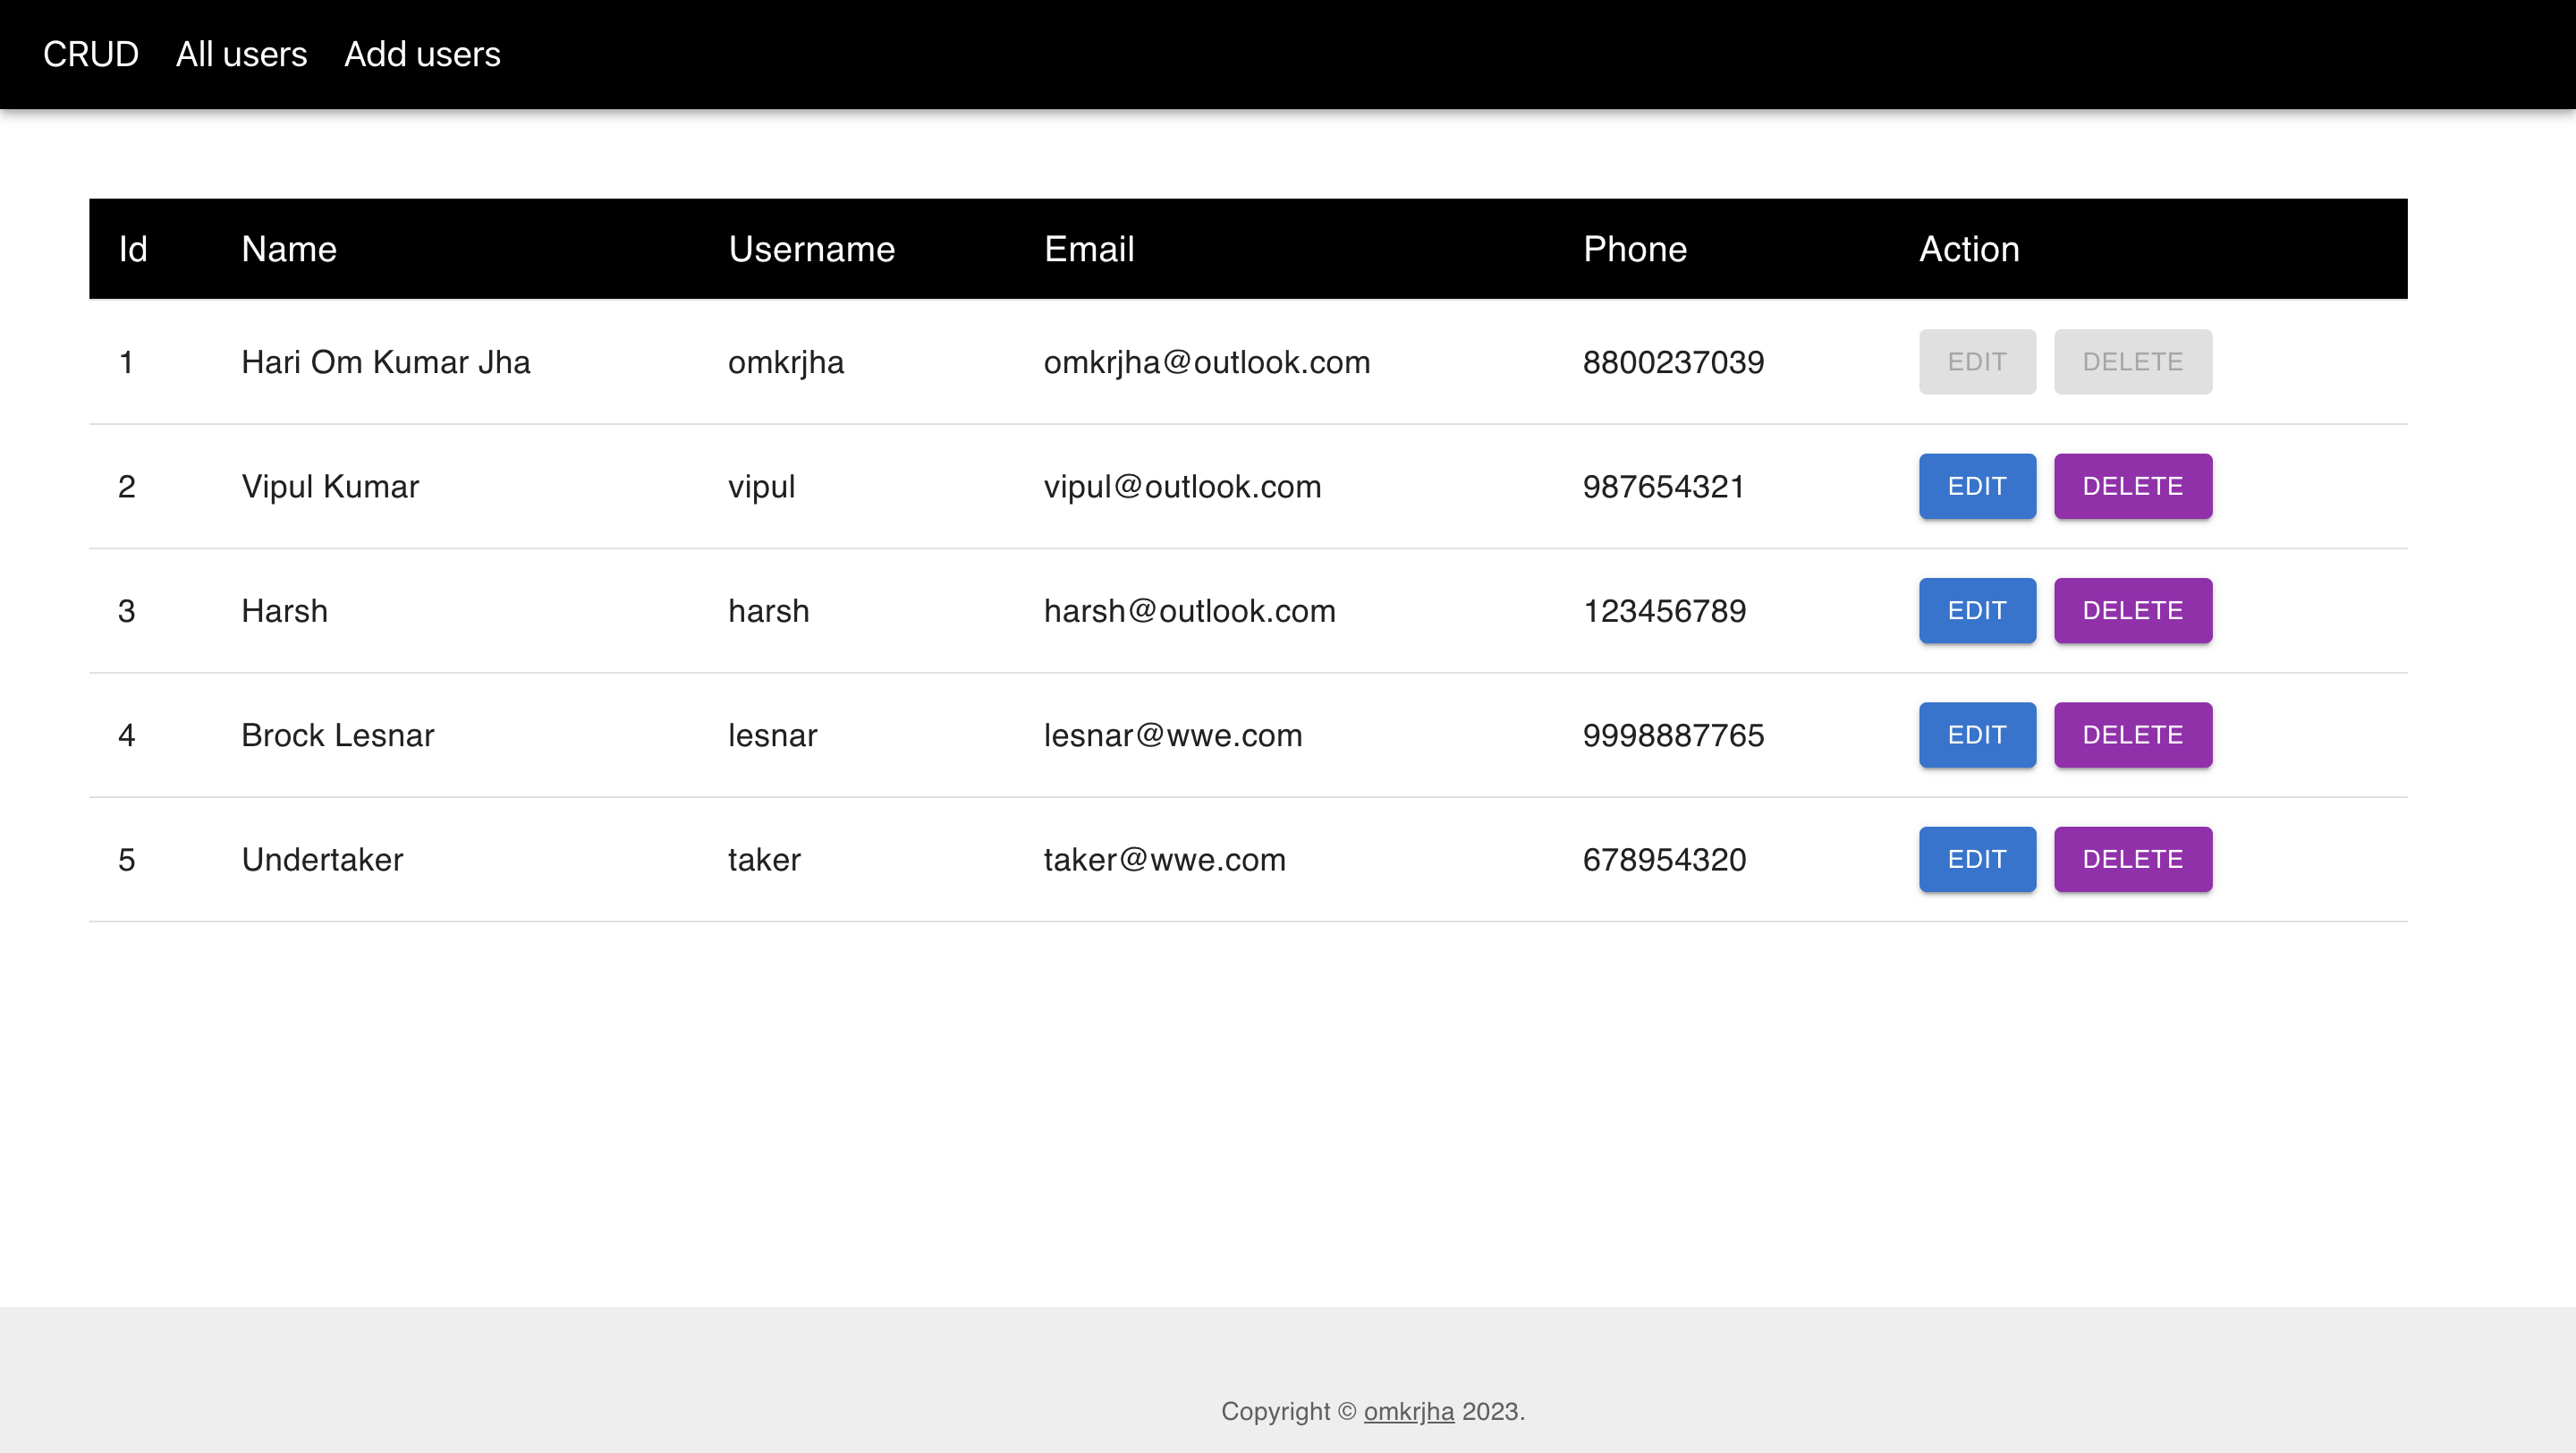 CRUD All users Add users
Id Name Username Email Phone Action
1 Hari Om Kumar Jha omkrjha omkrjha@outlook.com 8800237039 EDIT DELETE
2 Vipul Kumar vipul vipul@outlook.com 987654321 EDIT DELETE
3 Harsh harsh harsh@outlook.com 123456789 EDIT DELETE
4 Brock Lesnar lesnar lesnar@wwe.com 9998887765 EDIT DELETE
5 Undertaker taker taker@wwe.com 678954320 EDIT DELETE
Copyright © omkrjha 2023.